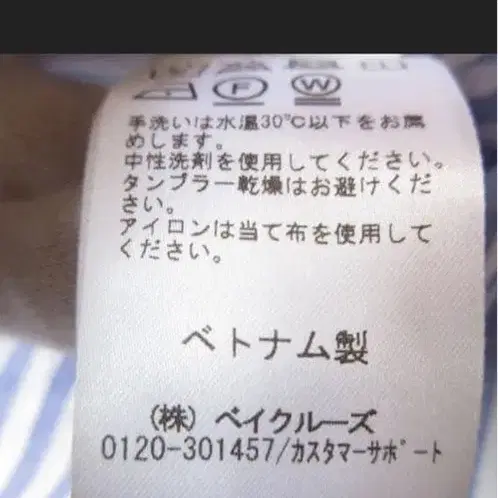 F W
手洗いは水温30℃以下をお薦
めします。
中性洗剤を使用してください。
タンブラー乾燥はお避けくだ
さい。
アイロンは当て布を使用して
ください。
ベトナム製
(株) ベイクルーズ
0120-301457/カスタマーサポート